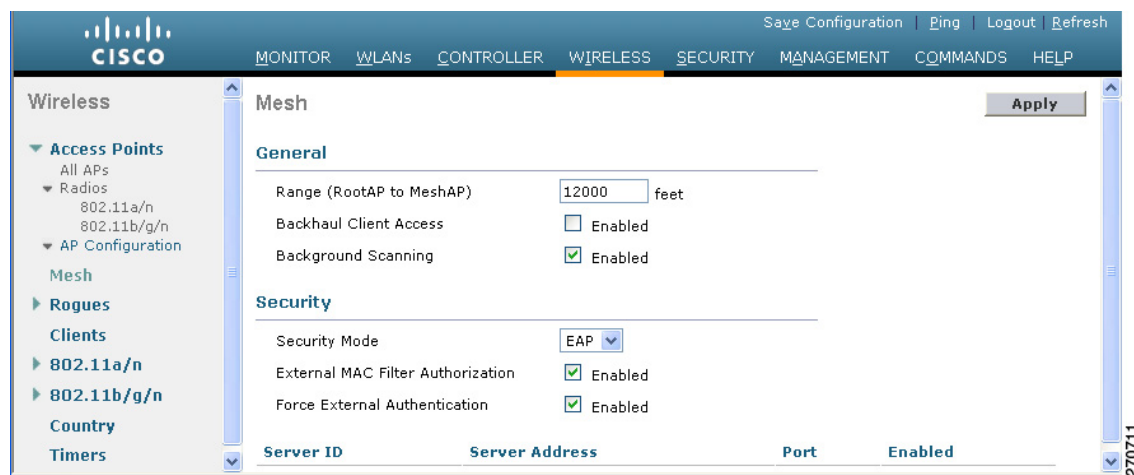 Save Configuration | Ping | Logout | Refresh
CISCO
MONITOR WLANs CONTROLLER WIRELESS SECURITY MANAGEMENT COMMANDS HELP
Wireless
Access Points
All APs
Radios
802.11a/n
802.11b/g/n
AP Configuration
Mesh
Rogues
Clients
802.11a/n
802.11b/g/n
Country
Timers
Mesh
Apply
General
Range (RootAP to MeshAP) 12000 feet
Backhaul Client Access Enabled
Background Scanning Enabled
Security
Security Mode EAP
External MAC Filter Authorization Enabled
Force External Authentication Enabled
Server ID Server Address Port Enabled
270711